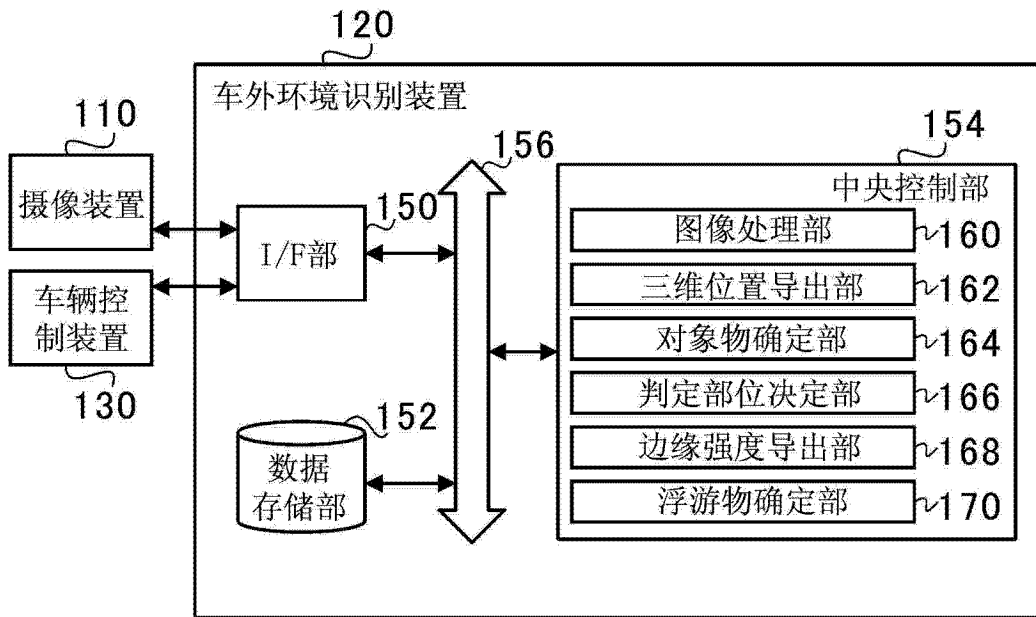 120
车外环境识别装置
110
摄像装置
车辆控
制装置
130
150
I/F部
152
数据
存储部
156
154
中央控制部
图像处理部
160
三维位置导出部
162
对象物确定部
164
判定部位决定部
166
边缘强度导出部
168
浮游物确定部
170